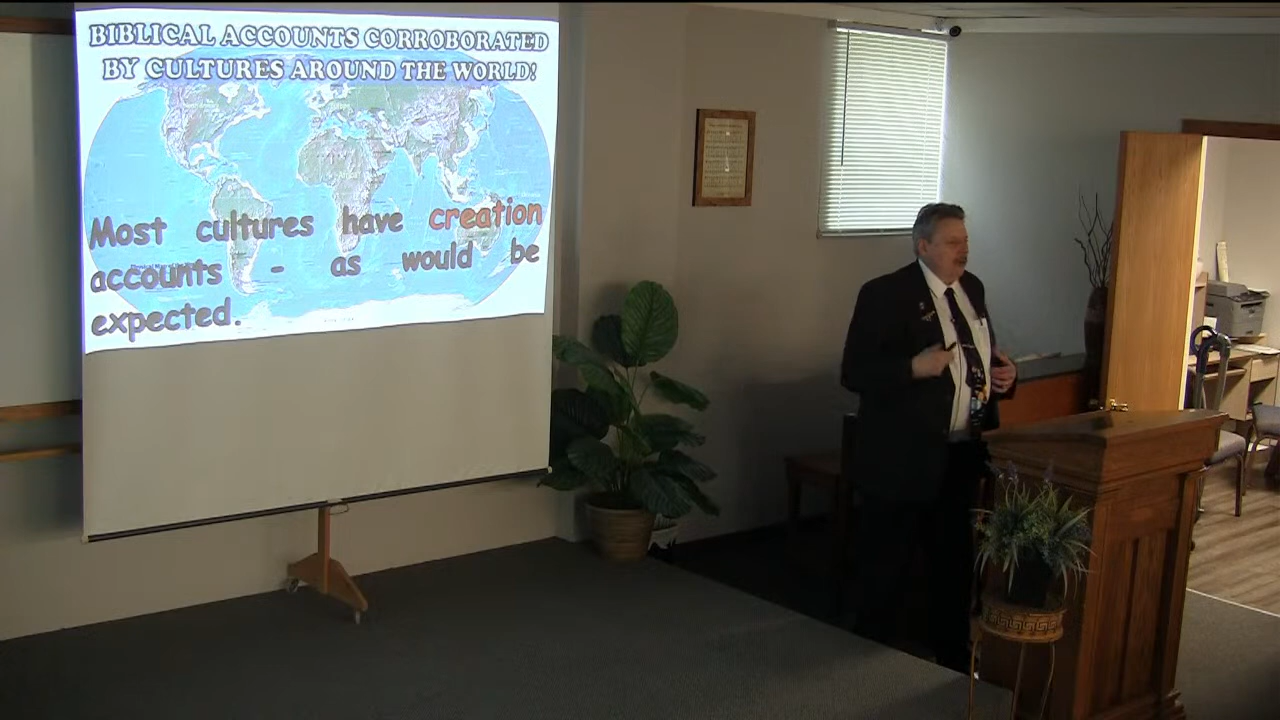 BIBLICAL ACCOUNTS CORROBORATED
BY CULTURES AROUND THE WORLD!
Most cultures have creation
accounts - as would be
expected.